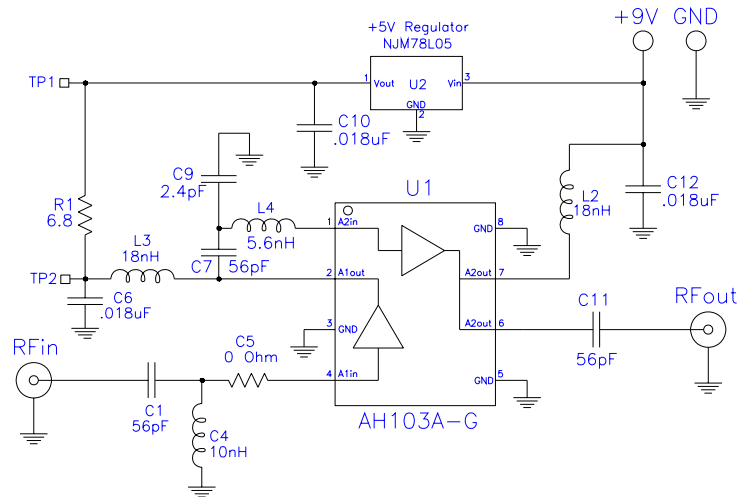 +9V GND
+5V Regulator
NJM78L05
TP1
1 Vout U2 Vin 3
GND
2
C10
.018uF
C9
2.4pF
U1
L2
18nH
C12
.018uF
R1
6.8
L4
5.6nH
1 A2in
GND 8
L3
18nH
C7 56pF
TP2
2 A1out
A2out 7
C6
.018uF
C11
56pF
RFout
3 GND
A2out 6
RFin
C5
0 Ohm
4 A1in
GND 5
C1
56pF
C4
10nH
AH103A-G